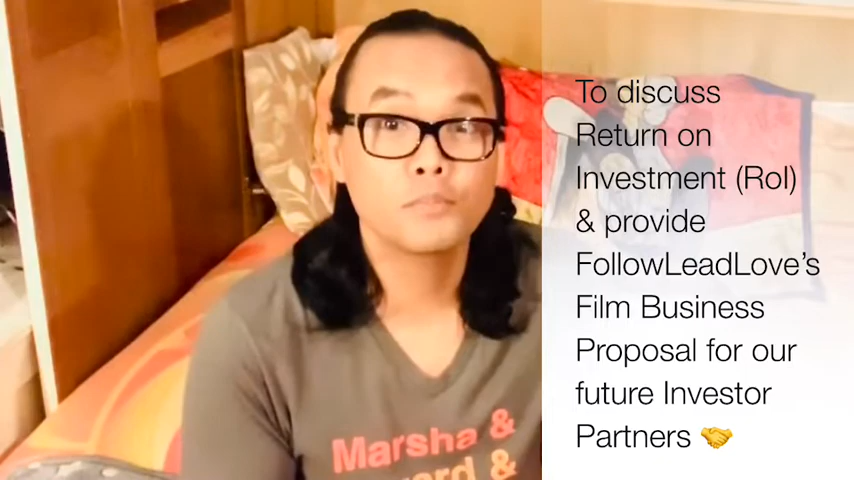 To discuss
Return on
Investment (RoI)
& provide
FollowLeadLove’s
Film Business
Proposal for our
future Investor
Partners 🤝
Marsha &